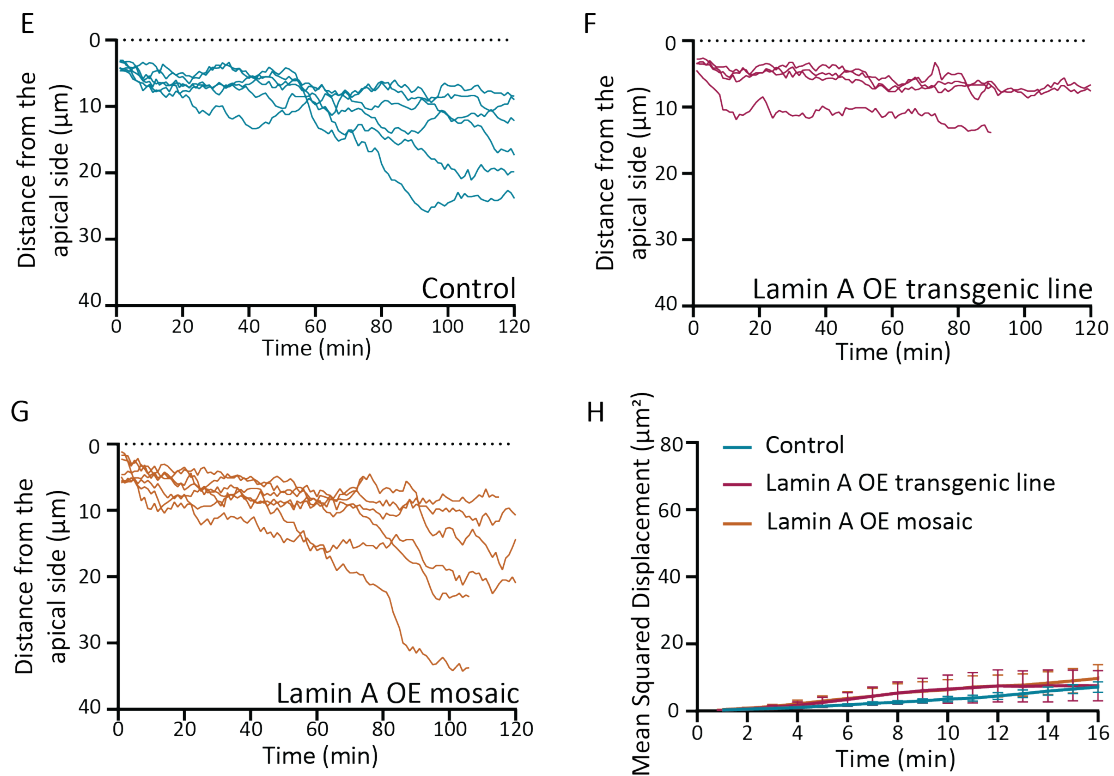 E
Distance from the
apical side (µm)
0
10
20
30
40
Control
0 20 40 60 80 100 120
Time (min)
F
Distance from the
apical side (µm)
0
10
20
30
40
Lamin A OE transgenic line
0 20 40 60 80 100 120
Time (min)
G
Distance from the
apical side (µm)
0
10
20
30
40
Lamin A OE mosaic
0 20 40 60 80 100 120
Time (min)
H
Mean Squared Displacement (µm²)
80
60
40
20
0
Control
Lamin A OE transgenic line
Lamin A OE mosaic
0 2 4 6 8 10 12 14 16
Time (min)